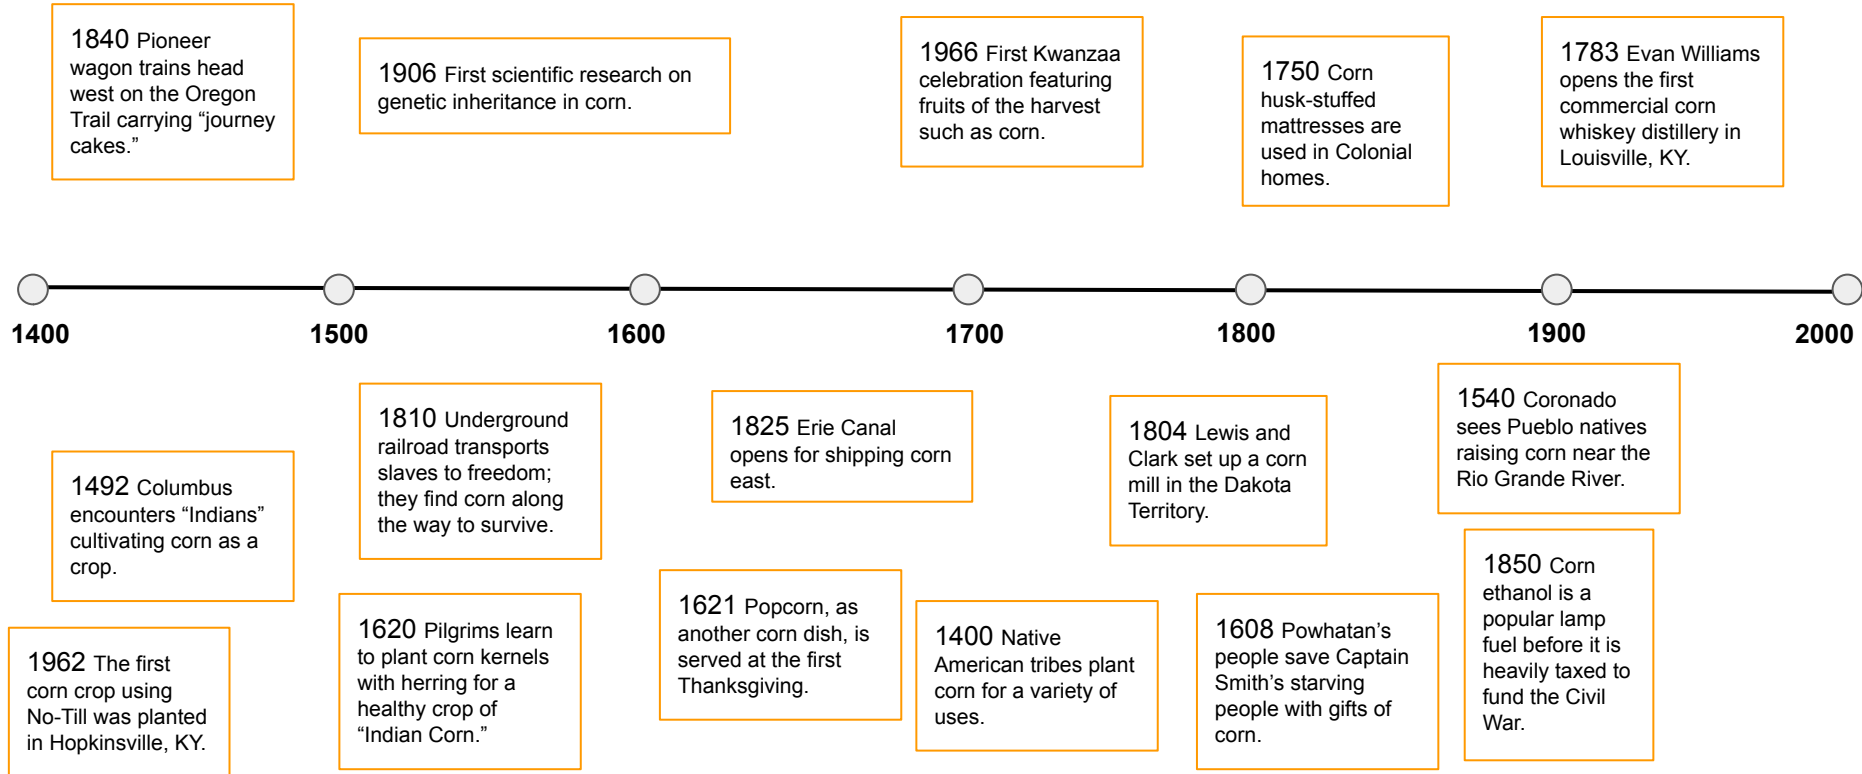 1840 Pioneer
wagon trains head
west on the Oregon
Trail carrying “journey
cakes.”
1906 First scientific research on
genetic inheritance in corn.
1966 First Kwanzaa
celebration featuring
fruits of the harvest
such as corn.
1750 Corn
husk-stuffed
mattresses are
used in Colonial
homes.
1783 Evan Williams
opens the first
commercial corn
whiskey distillery in
Louisville, KY.
1400
1500
1600
1700
1800
1900
2000
1492 Columbus
encounters “Indians”
cultivating corn as a
crop.
1810 Underground
railroad transports
slaves to freedom;
they find corn along
the way to survive.
1825 Erie Canal
opens for shipping corn
east.
1804 Lewis and
Clark set up a corn
mill in the Dakota
Territory.
1540 Coronado
sees Pueblo natives
raising corn near the
Rio Grande River.
1962 The first
corn crop using
No-Till was planted
in Hopkinsville, KY.
1620 Pilgrims learn
to plant corn kernels
with herring for a
healthy crop of
“Indian Corn.”
1621 Popcorn, as
another corn dish, is
served at the first
Thanksgiving.
1400 Native
American tribes plant
corn for a variety of
uses.
1608 Powhatan’s
people save Captain
Smith’s starving
people with gifts of
corn.
1850 Corn
ethanol is a
popular lamp
fuel before it is
heavily taxed to
fund the Civil
War.